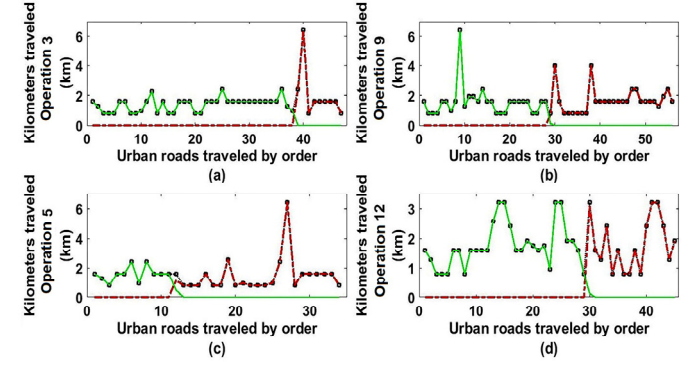 Kilometers traveled
Operation 3
(km)
6
4
2
0
0 10 20 30 40
Urban roads traveled by order
(a)
Kilometers traveled
Operation 9
(km)
6
4
2
0
0 10 20 30 40 50
Urban roads traveled by order
(b)
Kilometers traveled
Operation 5
(km)
6
4
2
0
0 10 20 30
Urban roads traveled by order
(c)
Kilometers traveled
Operation 12
(km)
3
2
1
0
0 10 20 30 40
Urban roads traveled by order
(d)